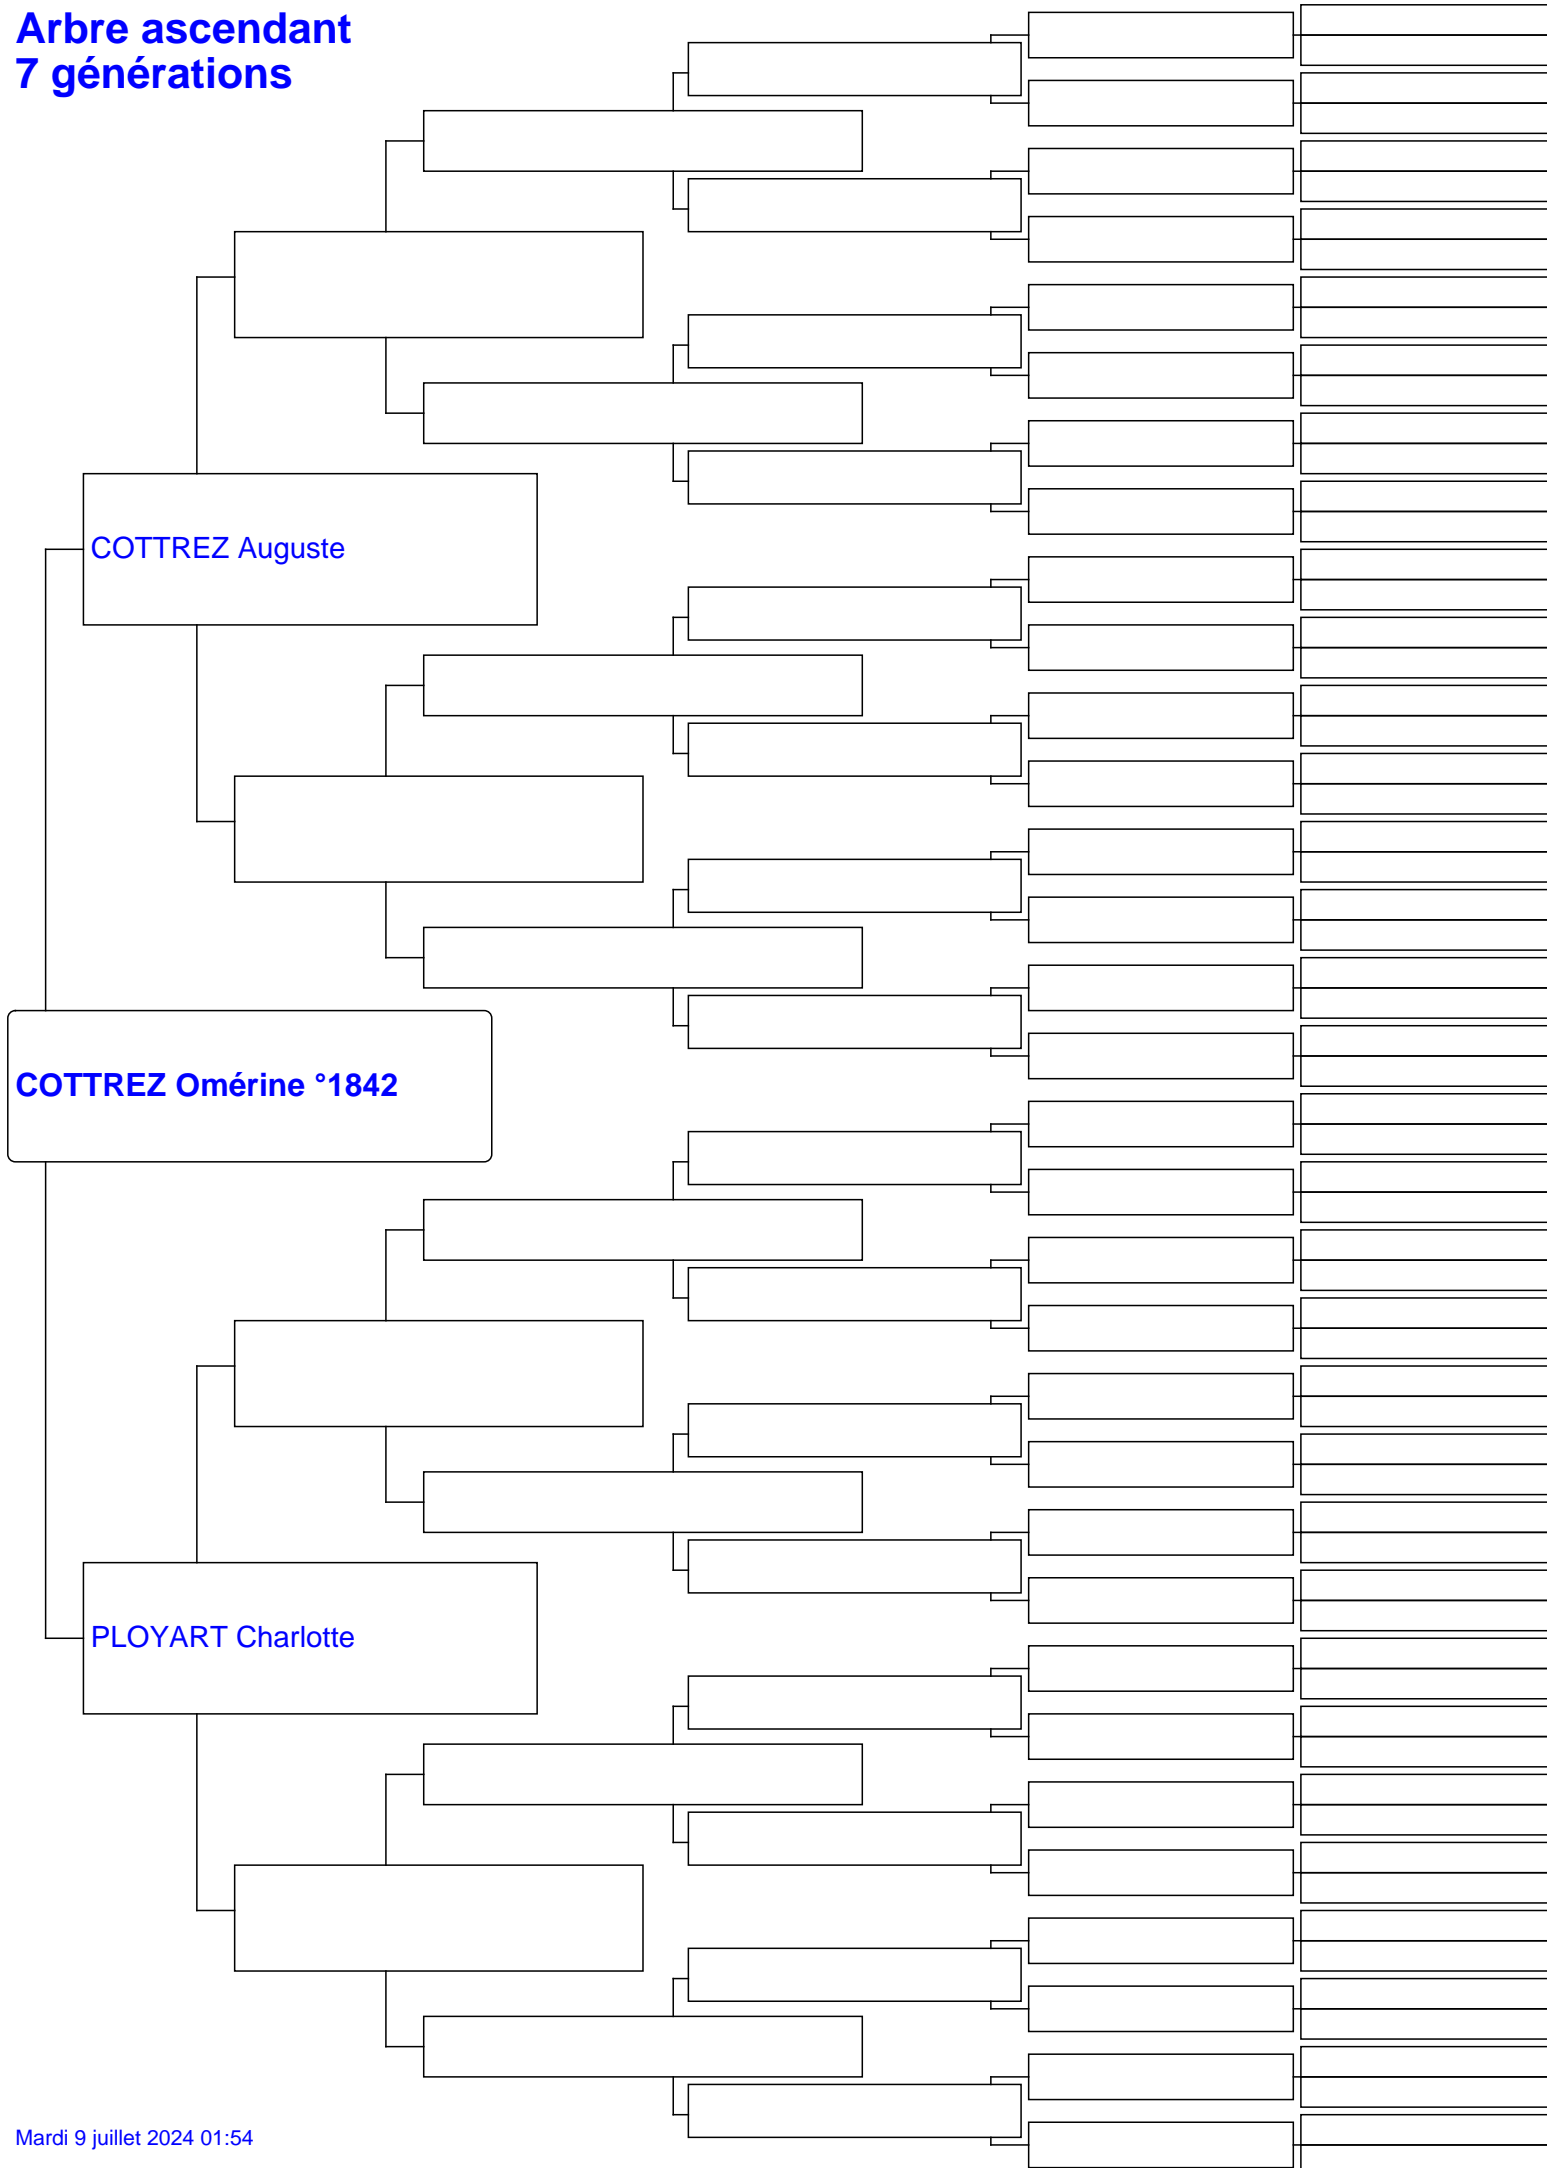 Arbre ascendant
7 générations
COTTREZ Auguste
COTTREZ Omérine °1842
PLOYART Charlotte
Mardi 9 juillet 2024 01:54